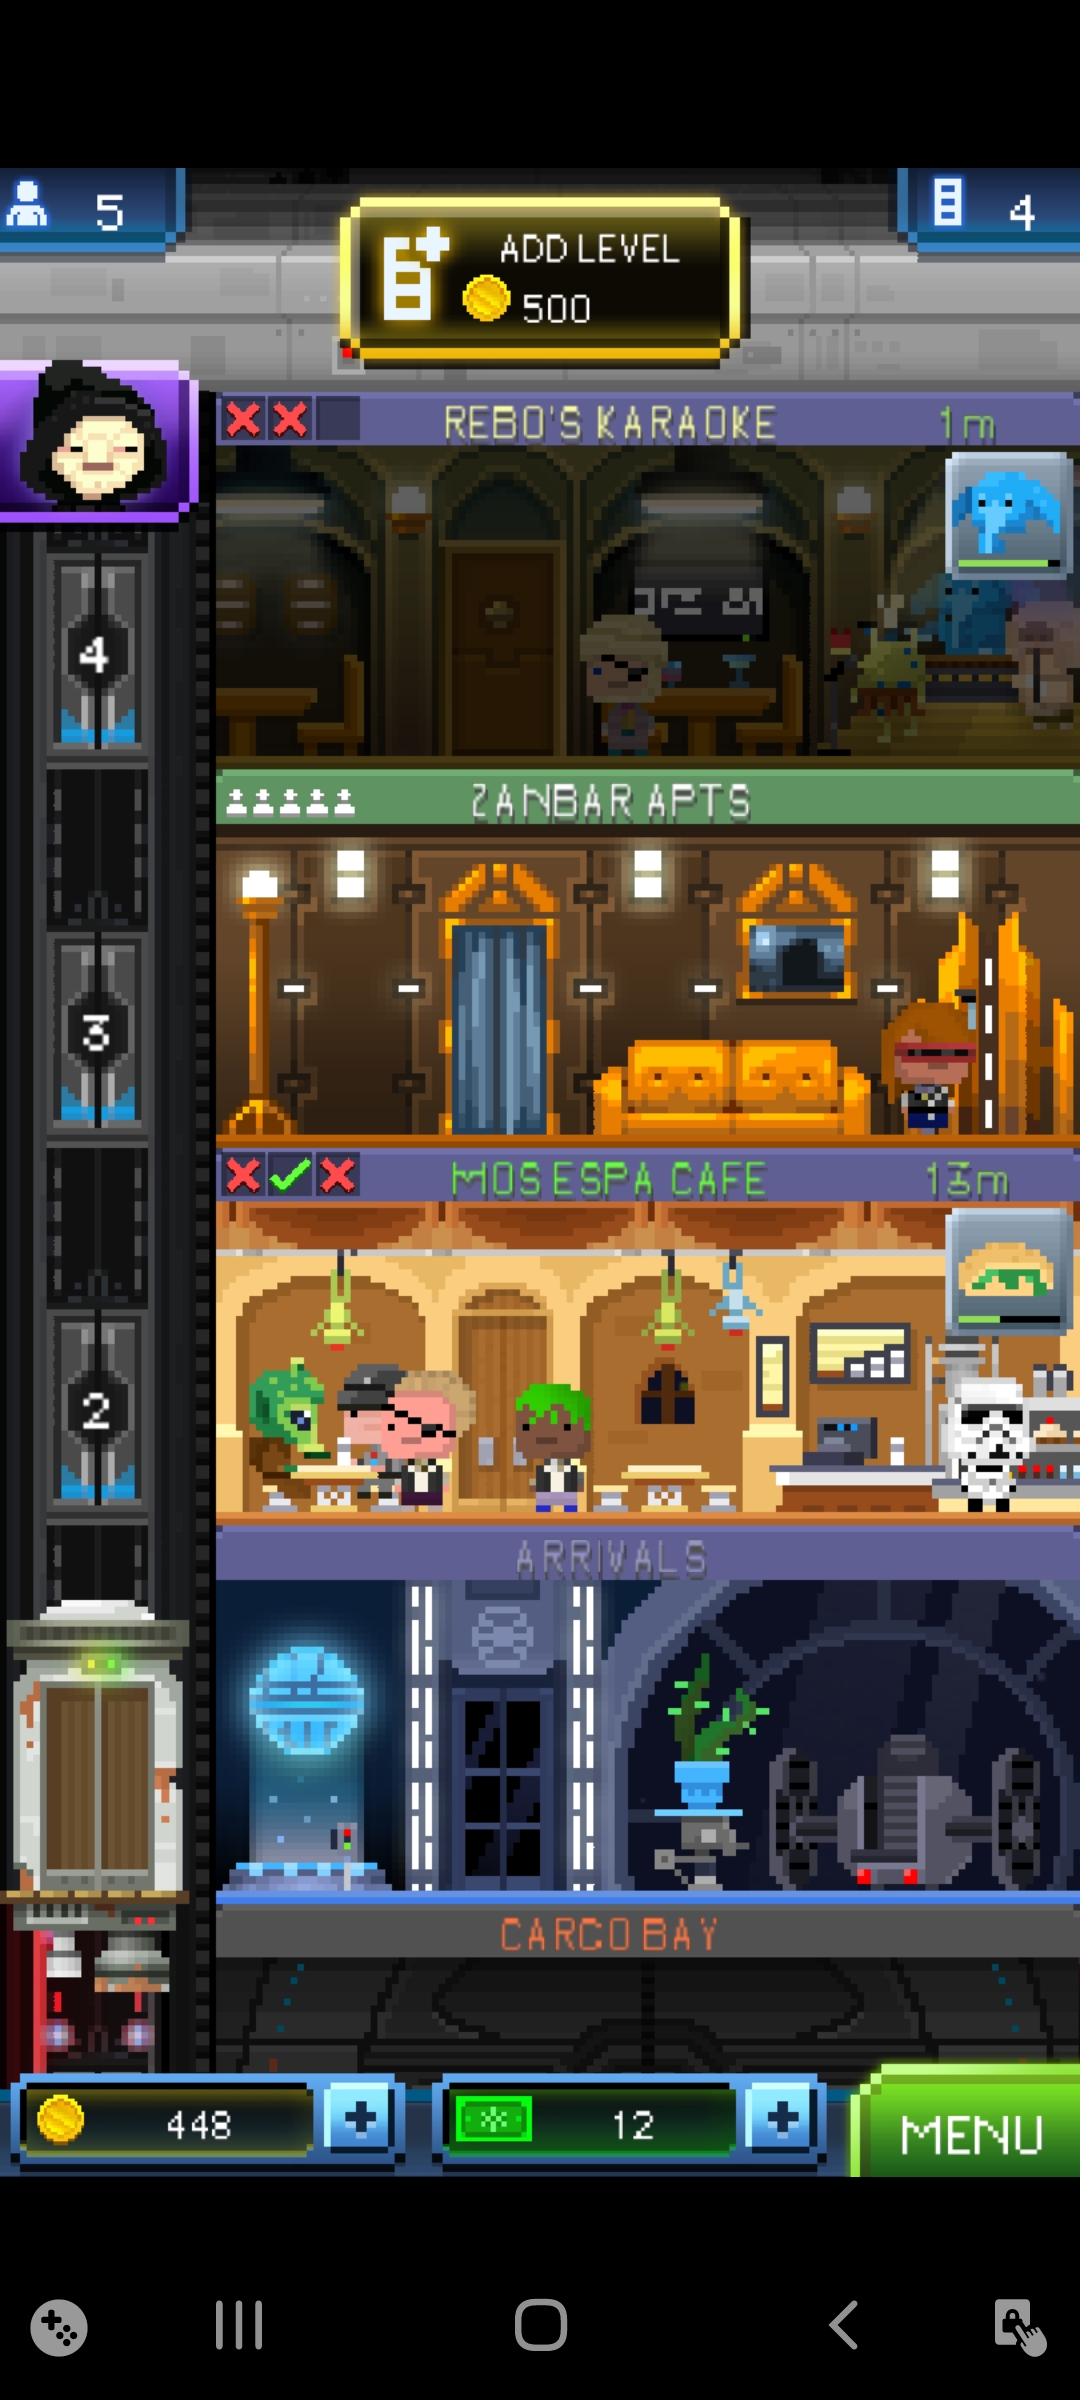 5
ADD LEVEL
500
4
REBO'S KARAOKE 1m
4
ZANBAR APTS
3
MOS ESPA CAFE 13m
2
ARRIVALS
CARGO BAY
448
12
MENU